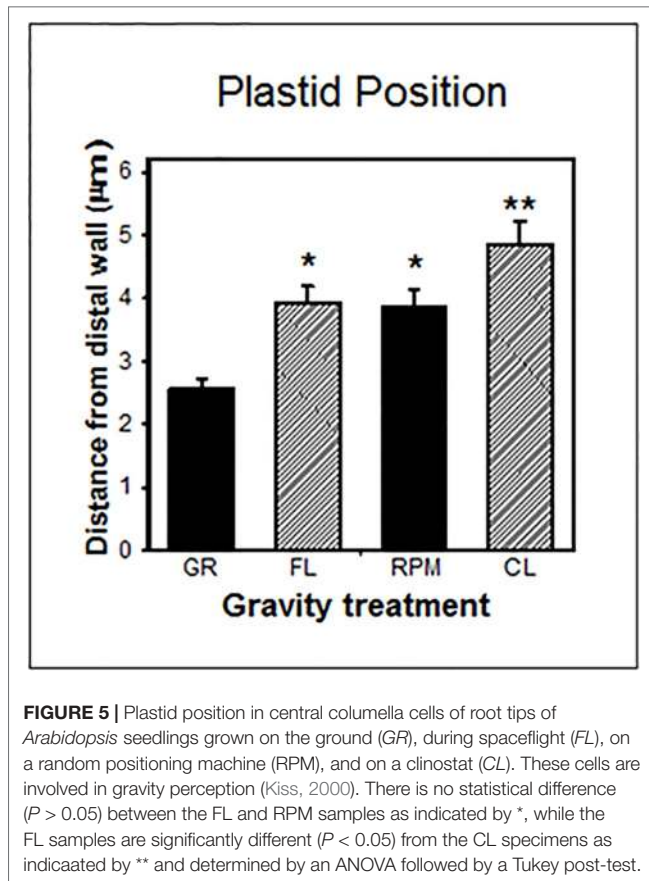 Plastid Position
Distance from distal wall (µm)
6
5
4
3
2
1
0
*
*
**
GR FL RPM CL
Gravity treatment
FIGURE 5 | Plastid position in central columella cells of root tips of
Arabidopsis seedlings grown on the ground (GR), during spaceflight (FL), on
a random positioning machine (RPM), and on a clinostat (CL). These cells are
involved in gravity perception (Kiss, 2000). There is no statistical difference
(P > 0.05) between the FL and RPM samples as indicated by *, while the
FL samples are significantly different (P < 0.05) from the CL specimens as
indicaated by ** and determined by an ANOVA followed by a Tukey post-test.